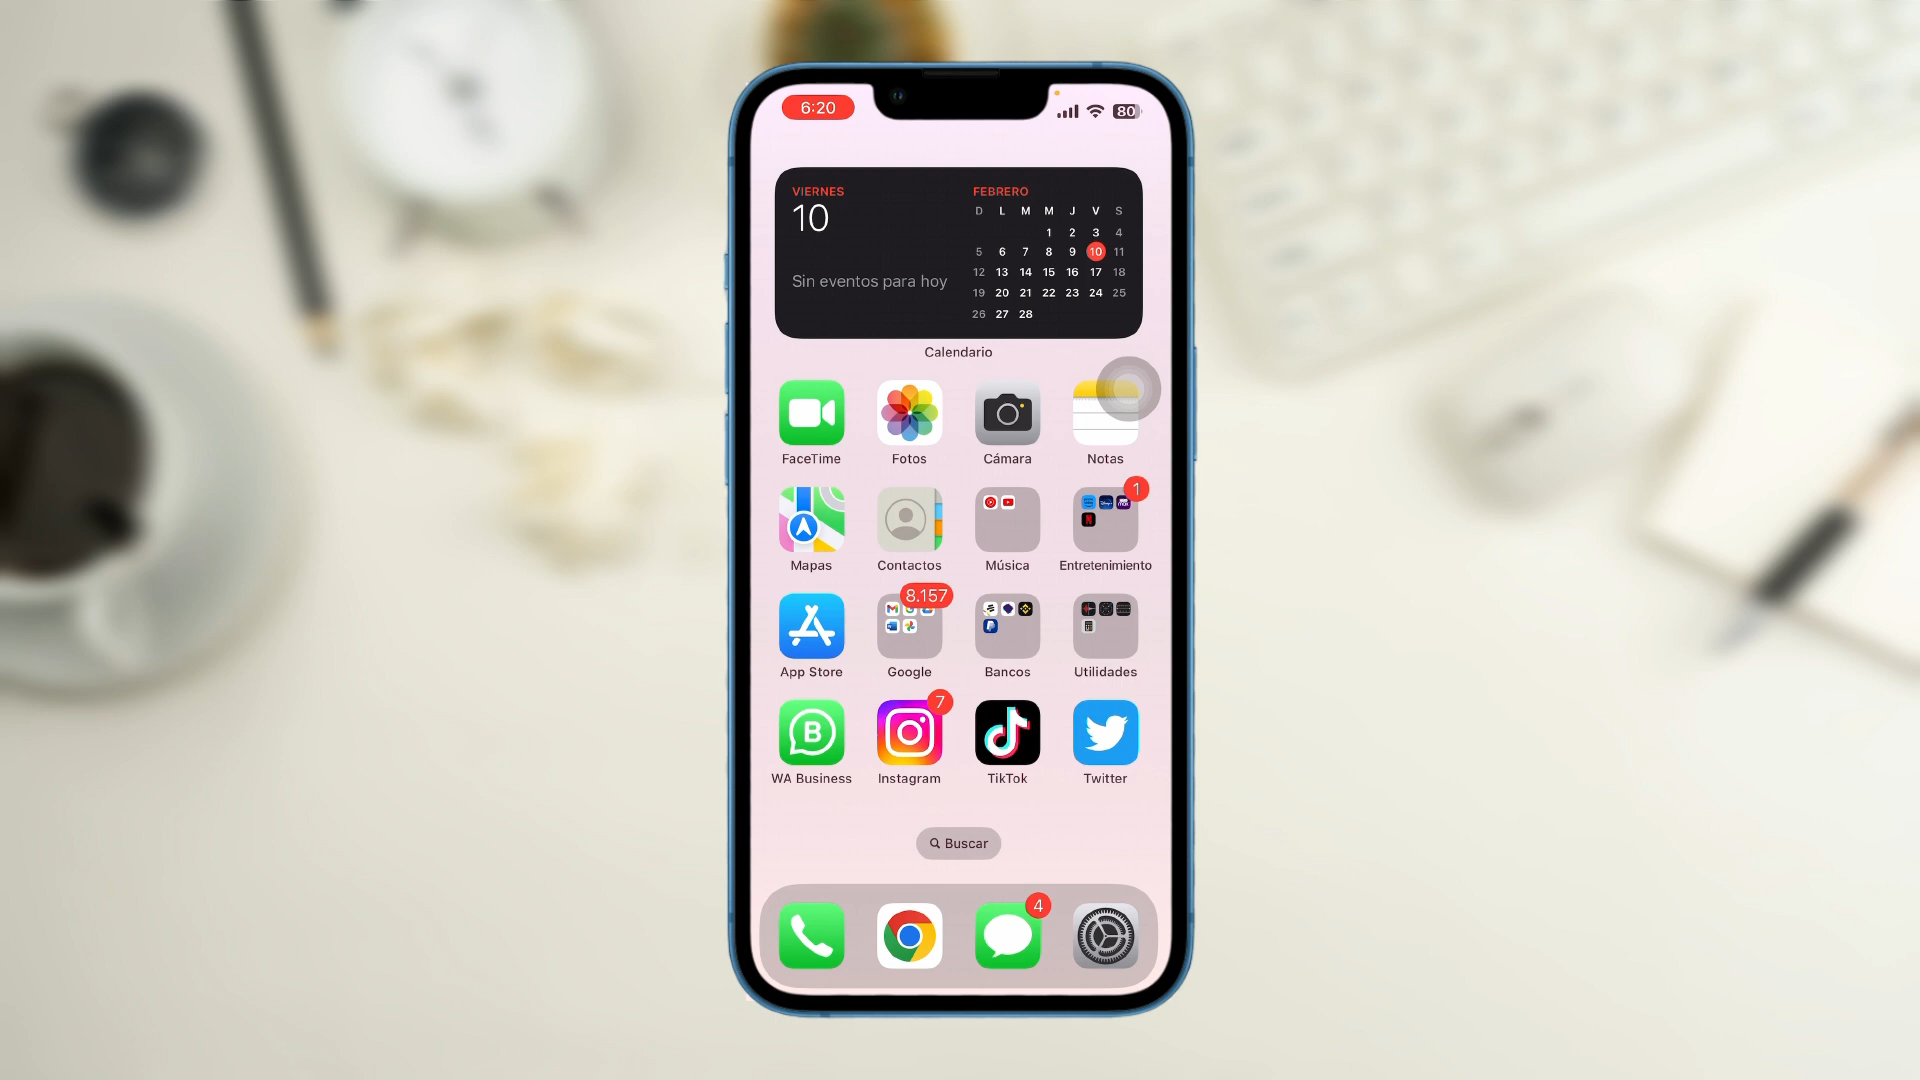 6:20
80
VIERNES
10
Sin eventos para hoy
FEBRERO
D L M M J V S
1 2 3 4
5 6 7 8 9 10 11
12 13 14 15 16 17 18
19 20 21 22 23 24 25
26 27 28
Calendario
FaceTime Fotos Cámara Notas
1
Mapas Contactos Música Entretenimiento
8.157
App Store Google Bancos Utilidades
B
7
WA Business Instagram TikTok Twitter
Buscar
4